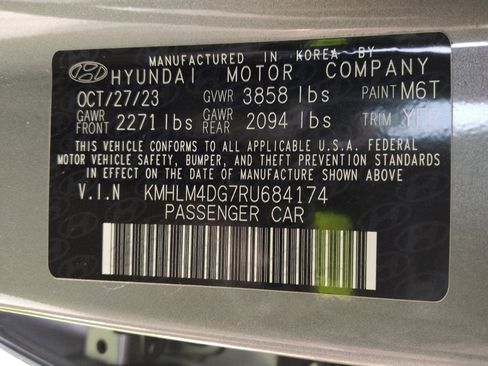 MANUFACTURED IN KOREA BY
HYUNDAI MOTOR COMPANY
OCT/27/23 GVWR 3858 lbs PAINT M6T
GAWR FRONT 2271 lbs GAWR REAR 2094 lbs TRIM
THIS VEHICLE CONFORMS TO ALL APPLICABLE U.S.A. FEDERAL
MOTOR VEHICLE SAFETY, BUMPER, AND THEFT PREVENTION STANDARDS
IN EFFECT ON THE DATE OF MANUFACTURE SHOWN ABOVE.
V.I.N KMHLM4DG7RU684174
PASSENGER CAR